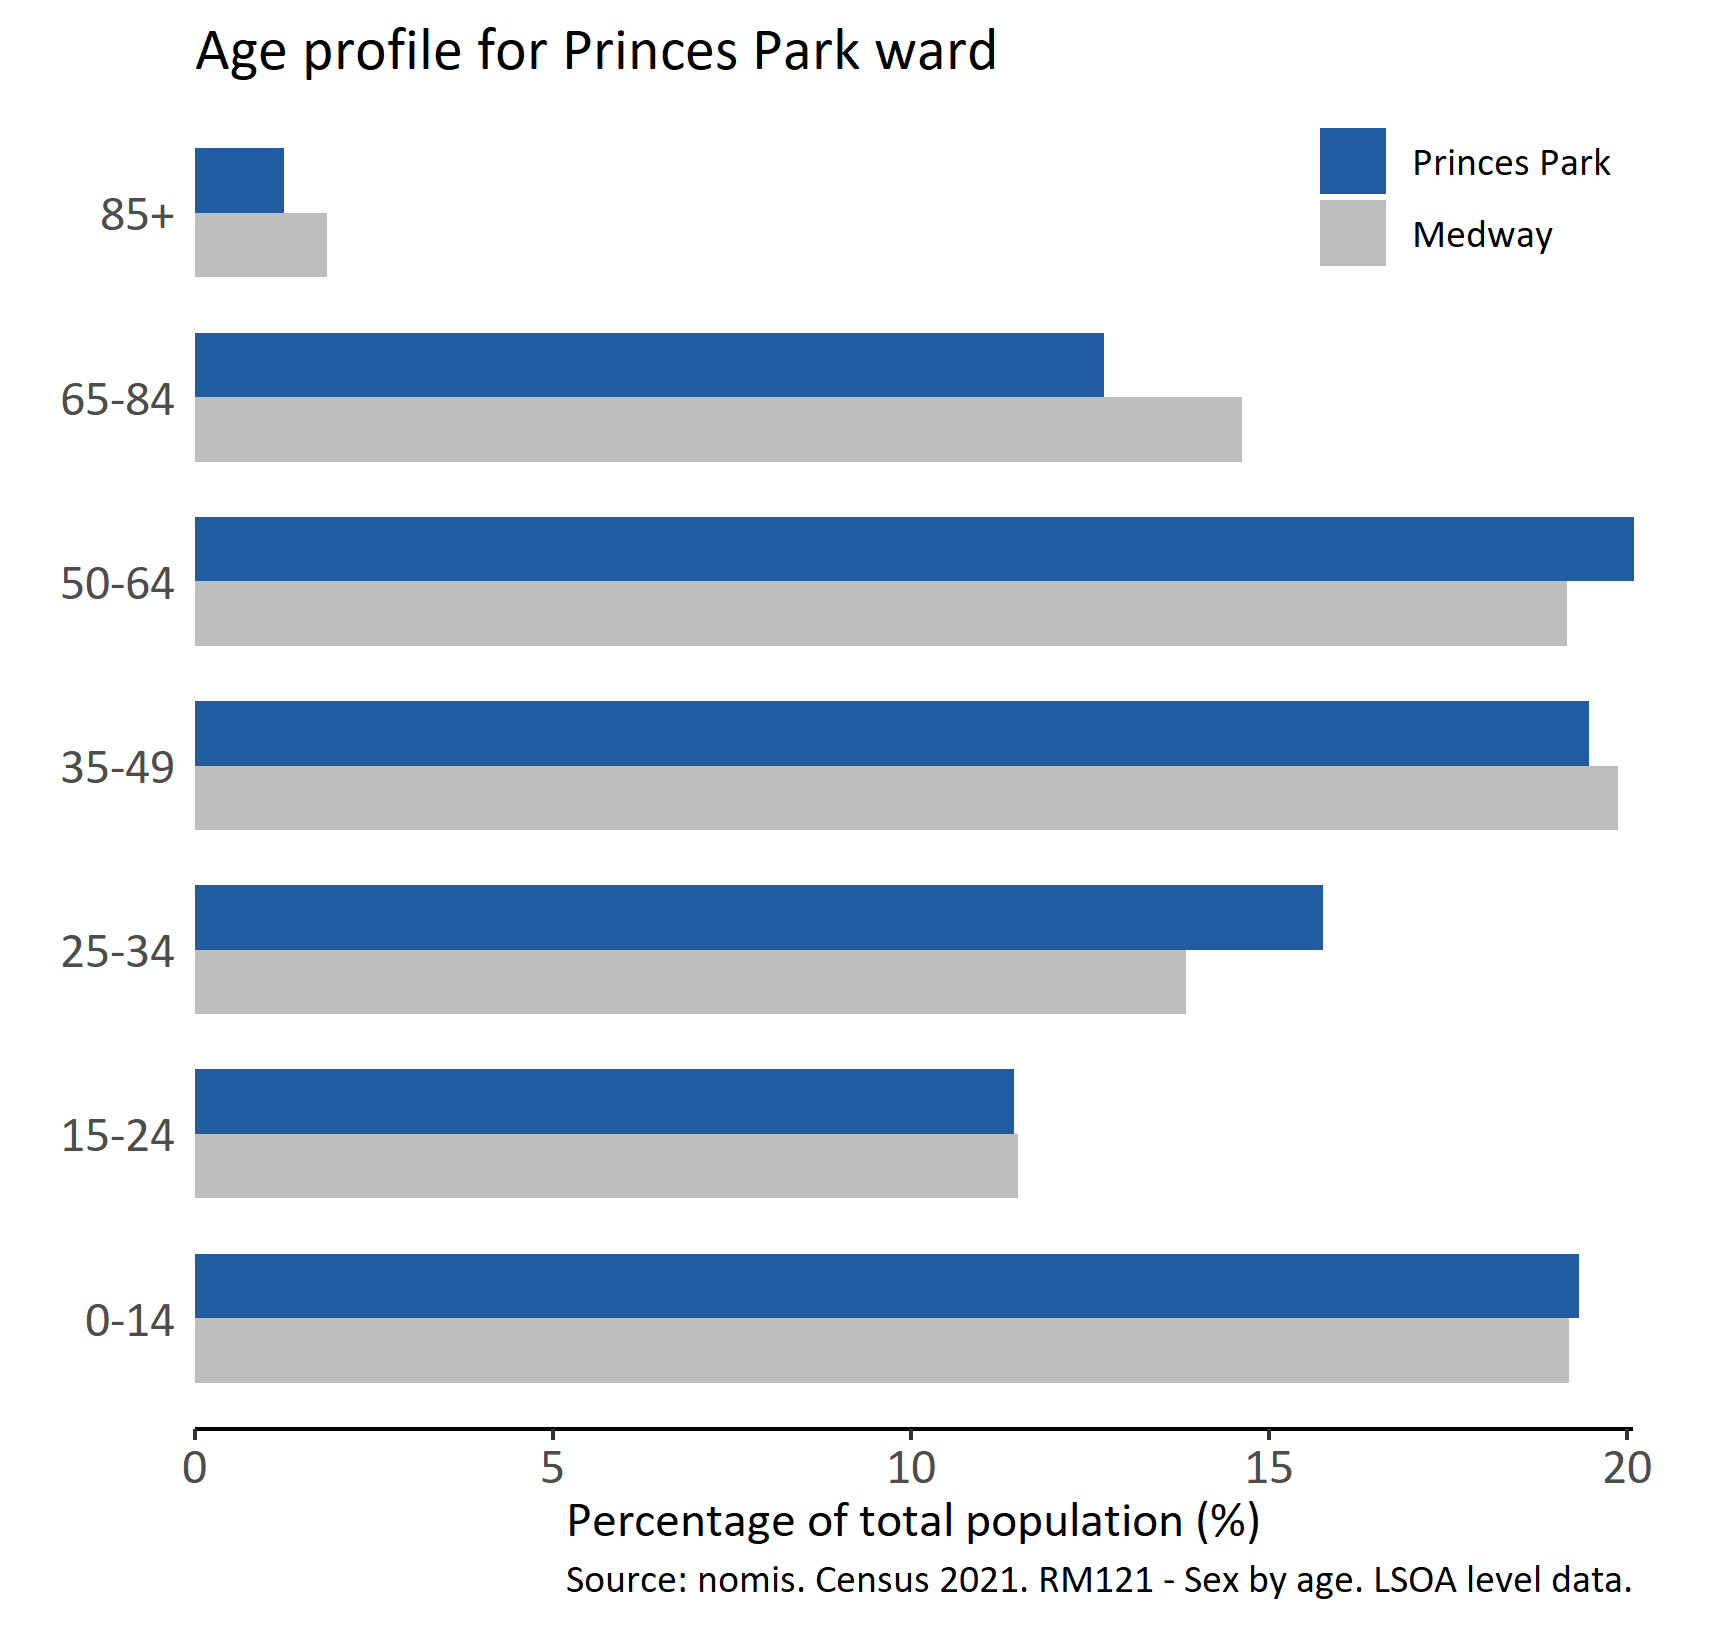 Age profile for Princes Park ward
Princes Park
Medway
85+
65-84
50-64
35-49
25-34
15-24
0-14
0 5 10 15 20
Percentage of total population (%)
Source: nomis. Census 2021. RM121 - Sex by age. LSOA level data.